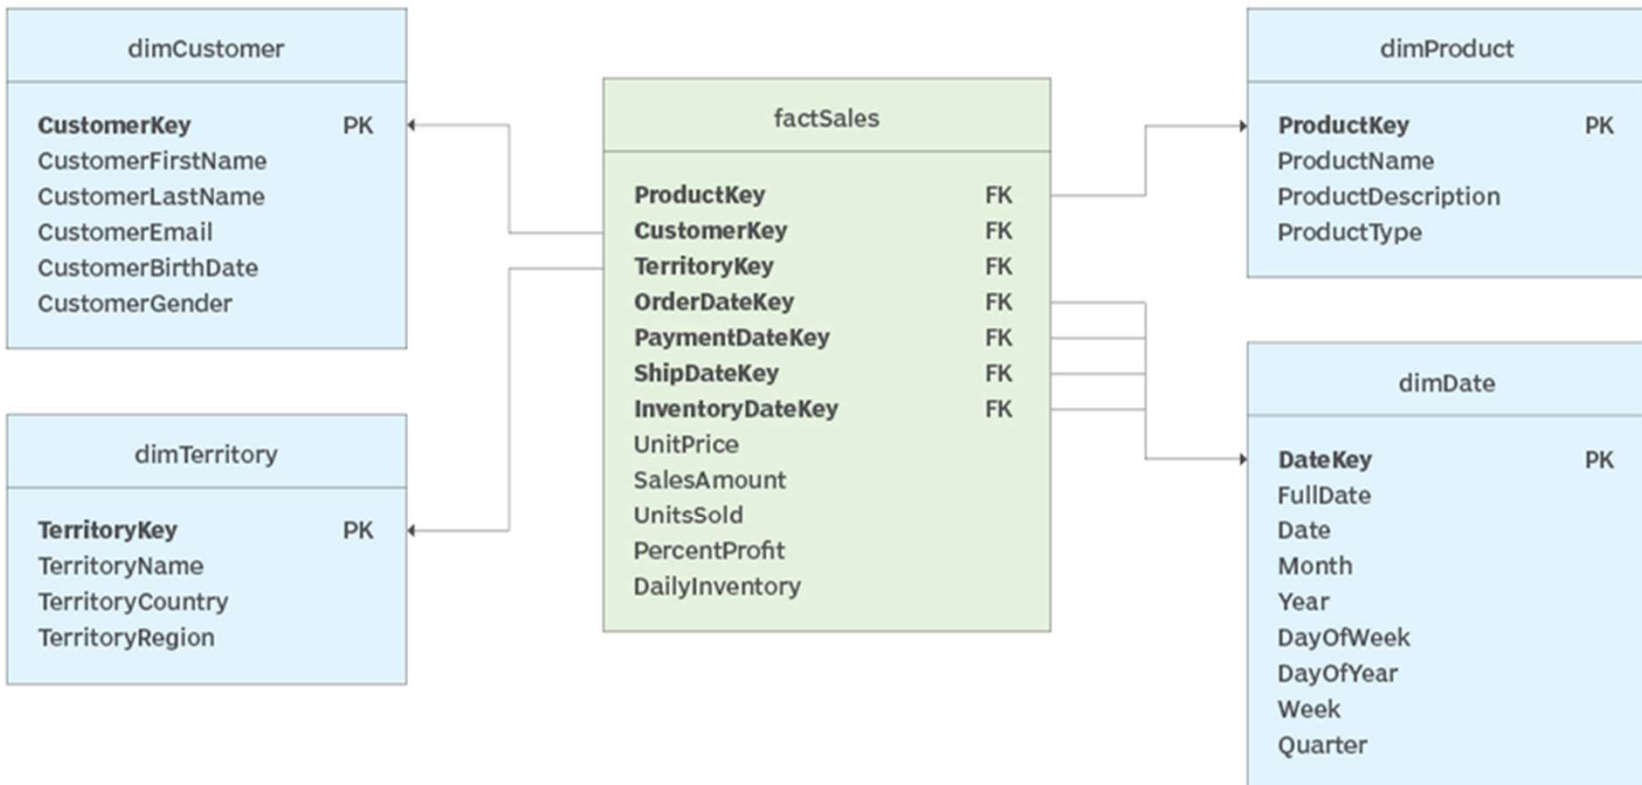 dimCustomer
CustomerKey PK
CustomerFirstName
CustomerLastName
CustomerEmail
CustomerBirthDate
CustomerGender
dimTerritory
TerritoryKey PK
TerritoryName
TerritoryCountry
TerritoryRegion
factSales
ProductKey FK
CustomerKey FK
TerritoryKey FK
OrderDateKey FK
PaymentDateKey FK
ShipDateKey FK
InventoryDateKey FK
UnitPrice
SalesAmount
UnitsSold
PercentProfit
DailyInventory
dimProduct
ProductKey PK
ProductName
ProductDescription
ProductType
dimDate
DateKey PK
FullDate
Date
Month
Year
DayOfWeek
DayOfYear
Week
Quarter